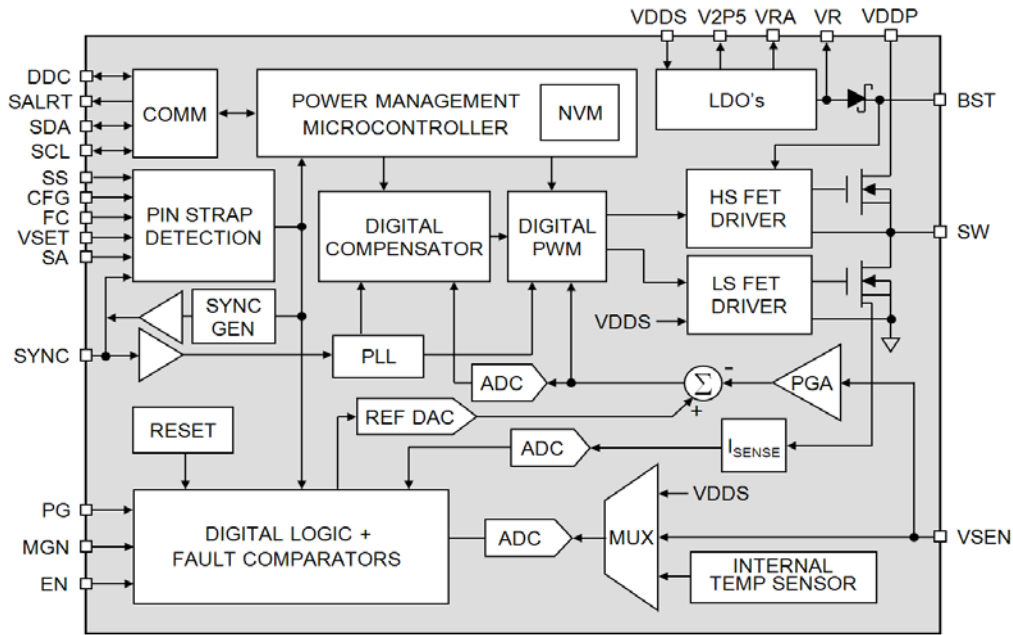 VDDS V2P5 VRA VR VDDP
DDC
SALRT
SDA
SCL
COMM
POWER MANAGEMENT
MICROCONTROLLER
NVM
LDO's
BST
SS
CFG
FC
VSET
SA
PIN STRAP
DETECTION
DIGITAL
COMPENSATOR
DIGITAL
PWM
HS FET
DRIVER
SW
LS FET
DRIVER
VDDS
SYNC
GEN
SYNC
PLL
ADC
Σ
-
+
PGA
REF DAC
RESET
ADC
ISENSE
PG
MGN
EN
DIGITAL LOGIC +
FAULT COMPARATORS
ADC
MUX
VDDS
VSEN
INTERNAL
TEMP SENSOR